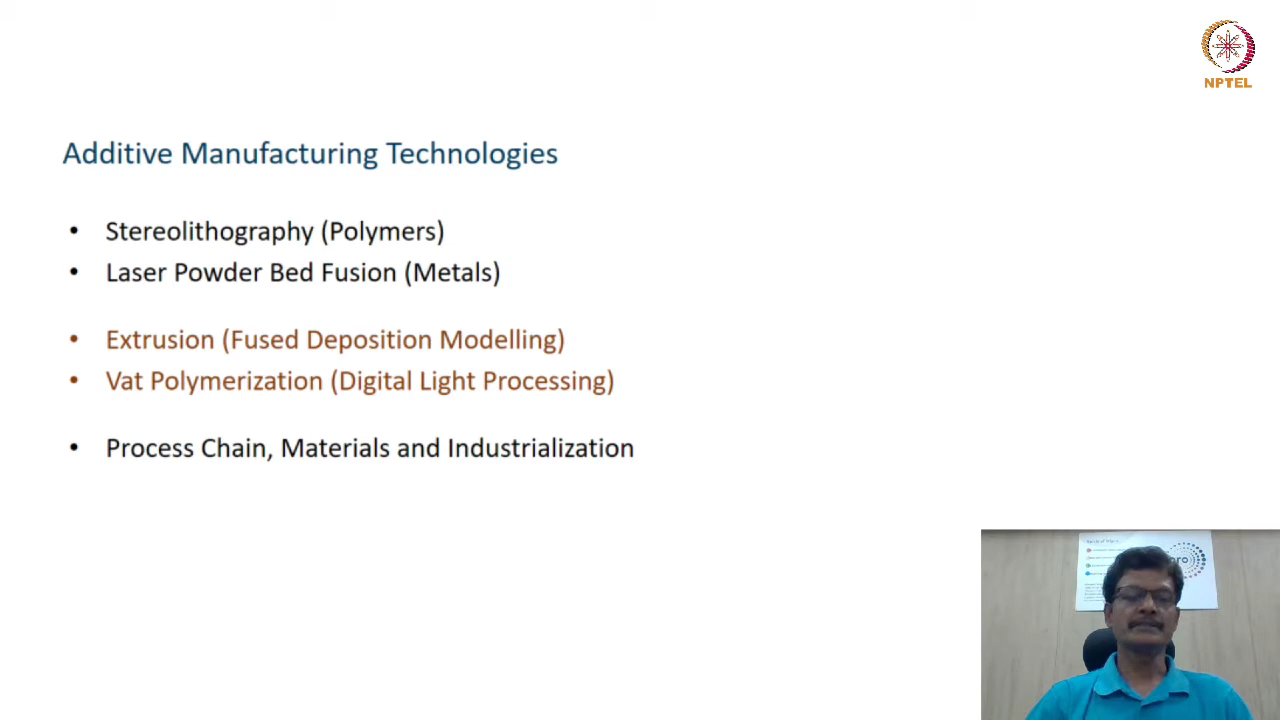 NPTEL
Additive Manufacturing Technologies
• Stereolithography (Polymers)
• Laser Powder Bed Fusion (Metals)
• Extrusion (Fused Deposition Modelling)
• Vat Polymerization (Digital Light Processing)
• Process Chain, Materials and Industrialization